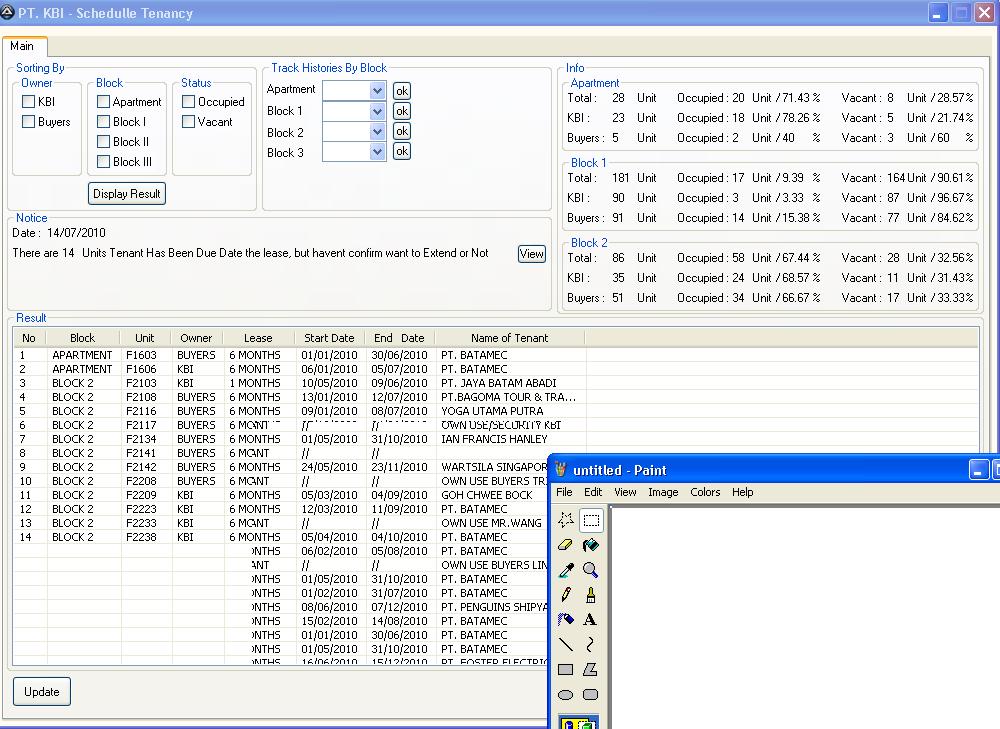 PT. KBI - Schedulle Tenancy
Main
Sorting By
Owner
KBI
Buyers
Block
Apartment
Block I
Block II
Block III
Status
Occupied
Vacant
Display Result
Track Histories By Block
Apartment ok
Block 1 ok
Block 2 ok
Block 3 ok
Info
Apartment
Total : 28 Unit Occupied : 20 Unit / 71.43 % Vacant : 8 Unit / 28.57 %
KBI : 23 Unit Occupied : 18 Unit / 78.26 % Vacant : 5 Unit / 21.74 %
Buyers : 5 Unit Occupied : 2 Unit / 40 % Vacant : 3 Unit / 60 %
Block 1
Total : 181 Unit Occupied : 17 Unit / 9.39 % Vacant : 164 Unit / 90.61 %
KBI : 90 Unit Occupied : 3 Unit / 3.33 % Vacant : 87 Unit / 96.67 %
Buyers : 91 Unit Occupied : 14 Unit / 15.38 % Vacant : 77 Unit / 84.62 %
Block 2
Total : 86 Unit Occupied : 58 Unit / 67.44 % Vacant : 28 Unit / 32.56 %
KBI : 35 Unit Occupied : 24 Unit / 68.57 % Vacant : 11 Unit / 31.43 %
Buyers : 51 Unit Occupied : 34 Unit / 66.67 % Vacant : 17 Unit / 33.33 %
Notice
Date : 14/07/2010
There are 14 Units Tenant Has Been Due Date the lease, but havent confirm want to Extend or Not View
Result
No Block Unit Owner Lease Start Date End Date Name of Tenant
1 APARTMENT F1603 BUYERS 6 MONTHS 01/01/2010 30/06/2010 PT. BATAMEC
2 APARTMENT F1606 KBI 6 MONTHS 06/01/2010 05/07/2010 PT. BATAMEC
3 BLOCK 2 F2103 KBI 1 MONTHS 10/05/2010 09/06/2010 PT. JAYA BATAM ABADI
4 BLOCK 2 F2108 BUYERS 6 MONTHS 13/01/2010 12/07/2010 PT.BAGOMA TOUR & TRA...
5 BLOCK 2 F2116 BUYERS 6 MONTHS 09/01/2010 08/07/2010 YOGA UTAMA PUTRA
6 BLOCK 2 F2117 BUYERS 6 // // OWN USE/SECURITY KBI
7 BLOCK 2 F2134 BUYERS 6 MONTHS 01/05/2010 31/10/2010 IAN FRANCIS HANLEY
8 BLOCK 2 F2141 BUYERS 6 // //
9 BLOCK 2 F2142 BUYERS 6 MONTHS 24/05/2010 23/11/2010 WARTSILA SINGAPOR
10 BLOCK 2 F2208 BUYERS 6 // // OWN USE BUYERS
11 BLOCK 2 F2209 KBI 6 MONTHS 05/03/2010 04/09/2010 GOH CHWEE BOCK
12 BLOCK 2 F2223 KBI 6 MONTHS 12/03/2010 11/09/2010 PT. BATAMEC
13 BLOCK 2 F2233 KBI 6 // // OWN USE MR.WANG
14 BLOCK 2 F2238 KBI 6 MONTHS 05/04/2010 04/10/2010 PT. BATAMEC
NTHS 06/02/2010 05/08/2010 PT. BATAMEC
ANT // // OWN USE BUYERS LIN
NTHS 01/05/2010 31/10/2010 PT. BATAMEC
NTHS 01/02/2010 31/07/2010 PT. BATAMEC
NTHS 08/06/2010 07/12/2010 PT. PENGUINS SHIPYA
NTHS 15/02/2010 14/08/2010 PT. BATAMEC
NTHS 01/01/2010 30/06/2010 PT. BATAMEC
NTHS 16/06/2010 15/12/2010 PT. FOSTER ELECTRIC
Update
untitled - Paint
File Edit View Image Colors Help
A